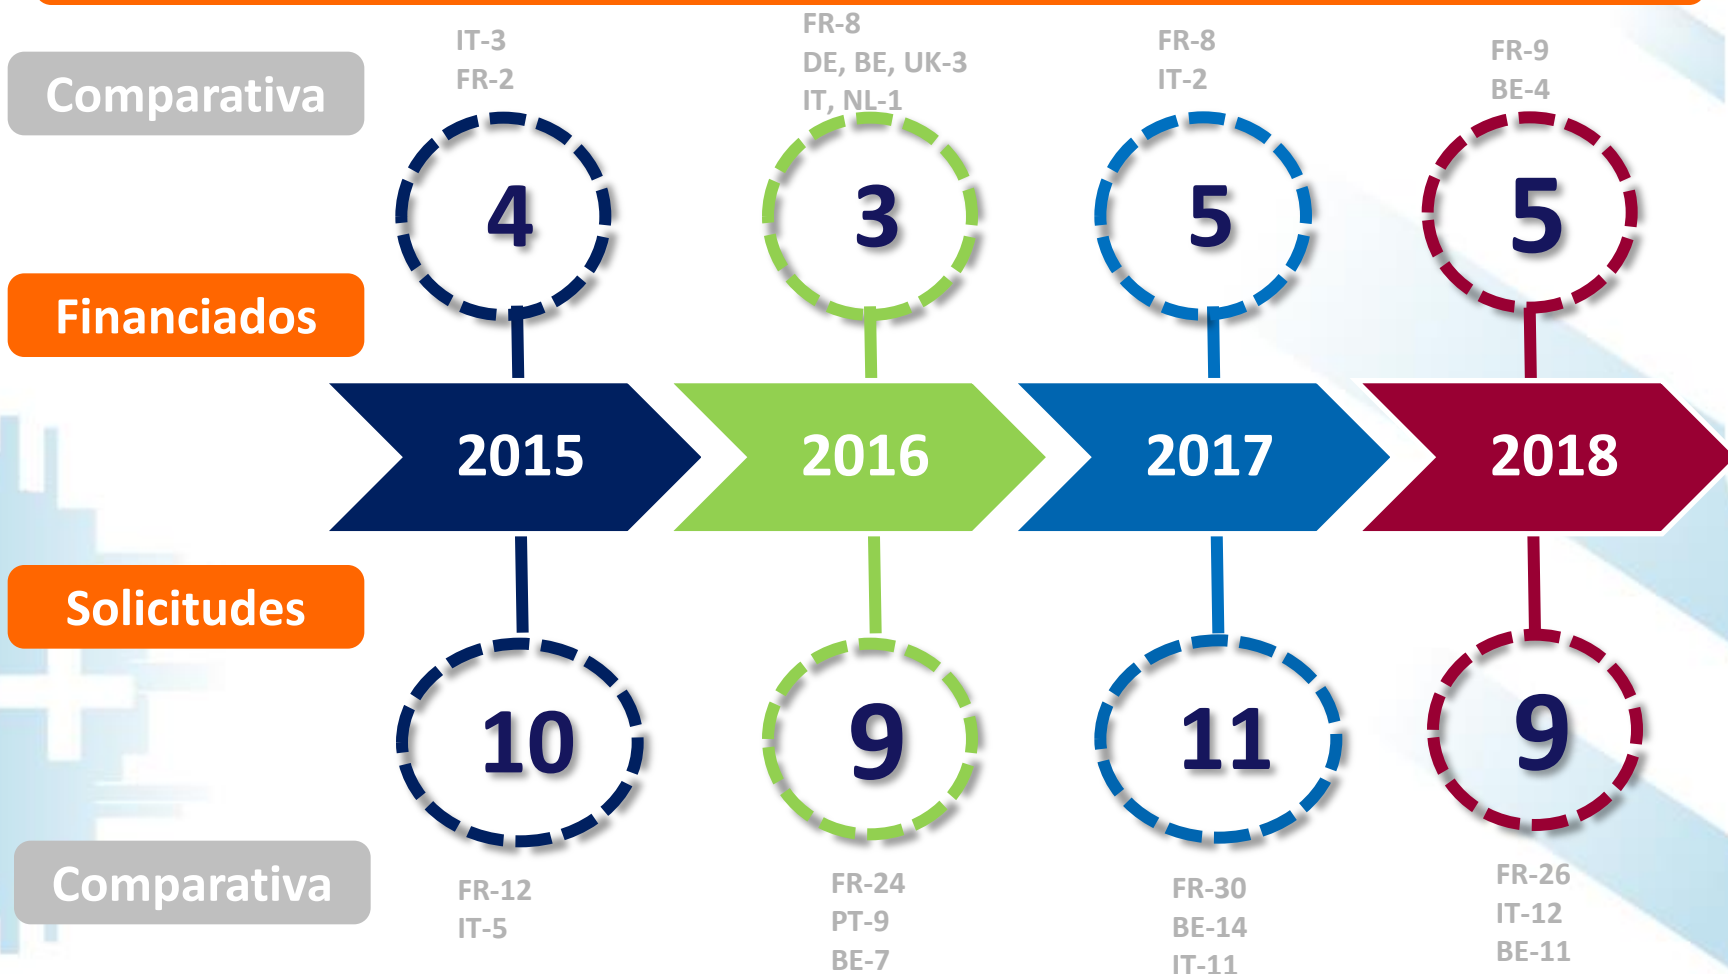 Comparativa
IT-3
FR-2
FR-8
DE, BE, UK-3
IT, NL-1
FR-8
IT-2
FR-9
BE-4
4
3
5
5
Financiados
2015
2016
2017
2018
Solicitudes
10
9
11
9
Comparativa
FR-12
IT-5
FR-24
PT-9
BE-7
FR-30
BE-14
IT-11
FR-26
IT-12
BE-11